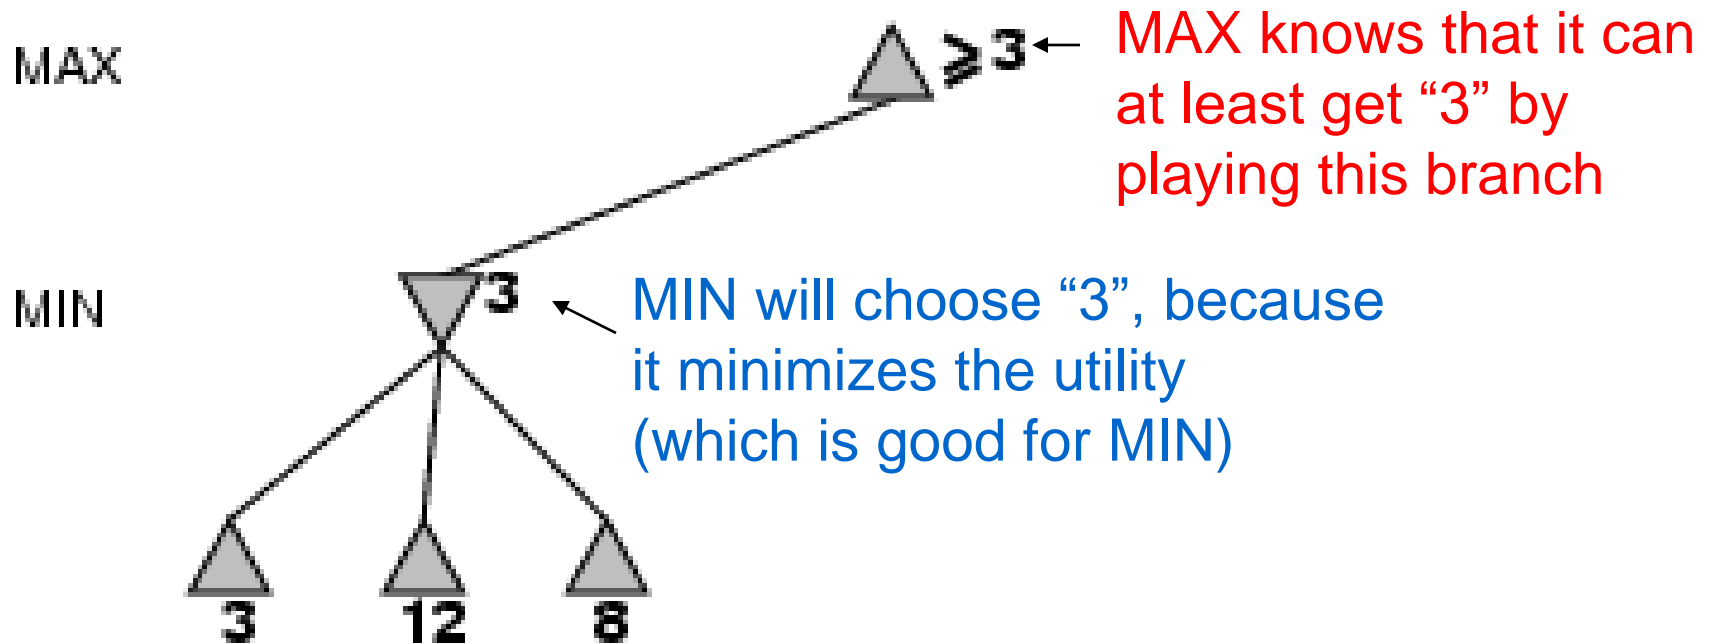 MAX
≥3
MAX knows that it can
at least get “3” by
playing this branch
MIN
3
MIN will choose “3”, because
it minimizes the utility
(which is good for MIN)
3 12 8